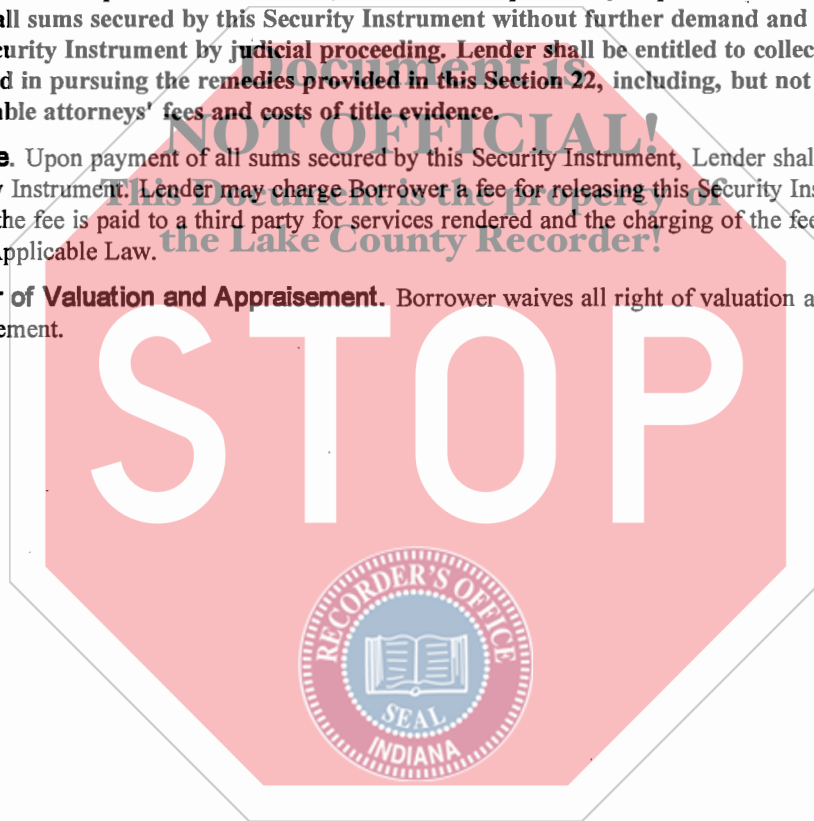 all sums secured by this Security Instrument without further demand and
curity Instrument by judicial proceeding. Lender shall be entitled to collec
Document is
d in pursuing the remedies provided in this Section 22, including, but not
able attorneys' fees and costs of title evidence.
NOT OFFICIAL!
e. Upon payment of all sums secured by this Security Instrument, Lender shal
y Instrument. Lender may charge Borrower a fee for releasing this Security Ins
This Document is the property of
the fee is paid to a third party for services rendered and the charging of the fee
the Lake County Recorder!
Applicable Law.
r of Valuation and Appraisement. Borrower waives all right of valuation a
ement.
STOP
RECORDER'S OFFICE
SEAL
INDIANA